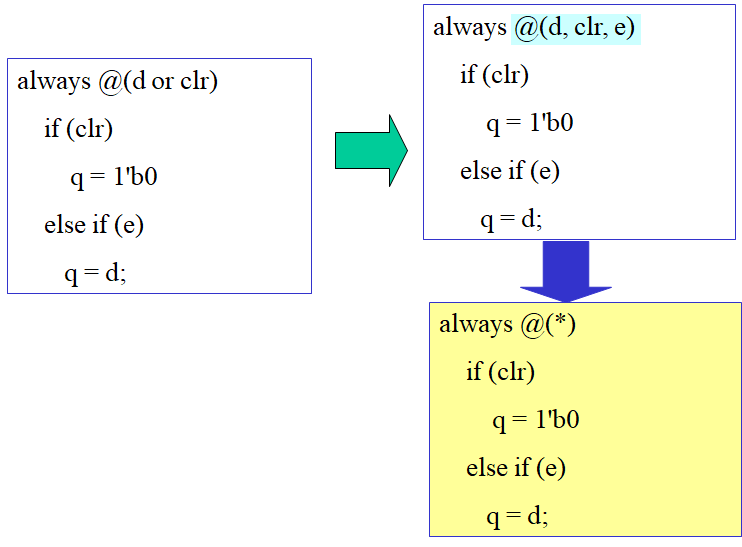 always @(d or clr)
if (clr)
q = 1'b0
else if (e)
q = d;
always @(d, clr, e)
if (clr)
q = 1'b0
else if (e)
q = d;
always @(*)
if (clr)
q = 1'b0
else if (e)
q = d;